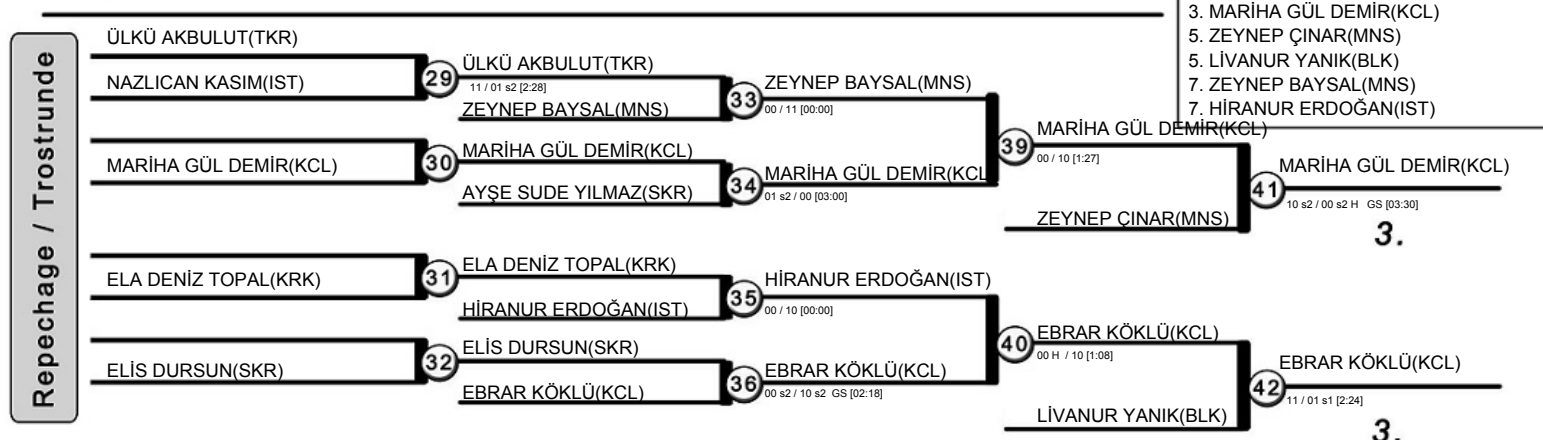 3. MARİHA GÜL DEMİR(KCL)
5. ZEYNEP ÇINAR(MNS)
5. LİVANUR YANIK(BLK)
7. ZEYNEP BAYSAL(MNS)
7. HİRANUR ERDOĞAN(IST)
Repechage / Trostrunde
ÜLKÜ AKBULUT(TKR)
NAZLICAN KASIM(IST)
MARİHA GÜL DEMİR(KCL)
ELA DENİZ TOPAL(KRK)
ELİS DURSUN(SKR)
29
30
31
32
ÜLKÜ AKBULUT(TKR)
11 / 01 s2 [2:28]
ZEYNEP BAYSAL(MNS)
MARİHA GÜL DEMİR(KCL)
AYŞE SUDE YILMAZ(SKR)
ELA DENİZ TOPAL(KRK)
HİRANUR ERDOĞAN(IST)
ELİS DURSUN(SKR)
EBRAR KÖKLÜ(KCL)
33
34
35
36
ZEYNEP BAYSAL(MNS)
00 / 11 [00:00]
MARİHA GÜL DEMİR(KCL
01 s2 / 00 [03:00]
HİRANUR ERDOĞAN(IST)
00 / 10 [00:00]
EBRAR KÖKLÜ(KCL)
00 s2 / 10 s2 GS [02:18]
39
40
MARİHA GÜL DEMİR(KCL)
00 / 10 [1:27]
ZEYNEP ÇINAR(MNS)
EBRAR KÖKLÜ(KCL)
00 H / 10 [1:08]
LİVANUR YANIK(BLK)
41
42
MARİHA GÜL DEMİR(KCL)
10 s2 / 00 s2 H GS [03:30]
3.
EBRAR KÖKLÜ(KCL)
11 / 01 s1 [2:24]
3.